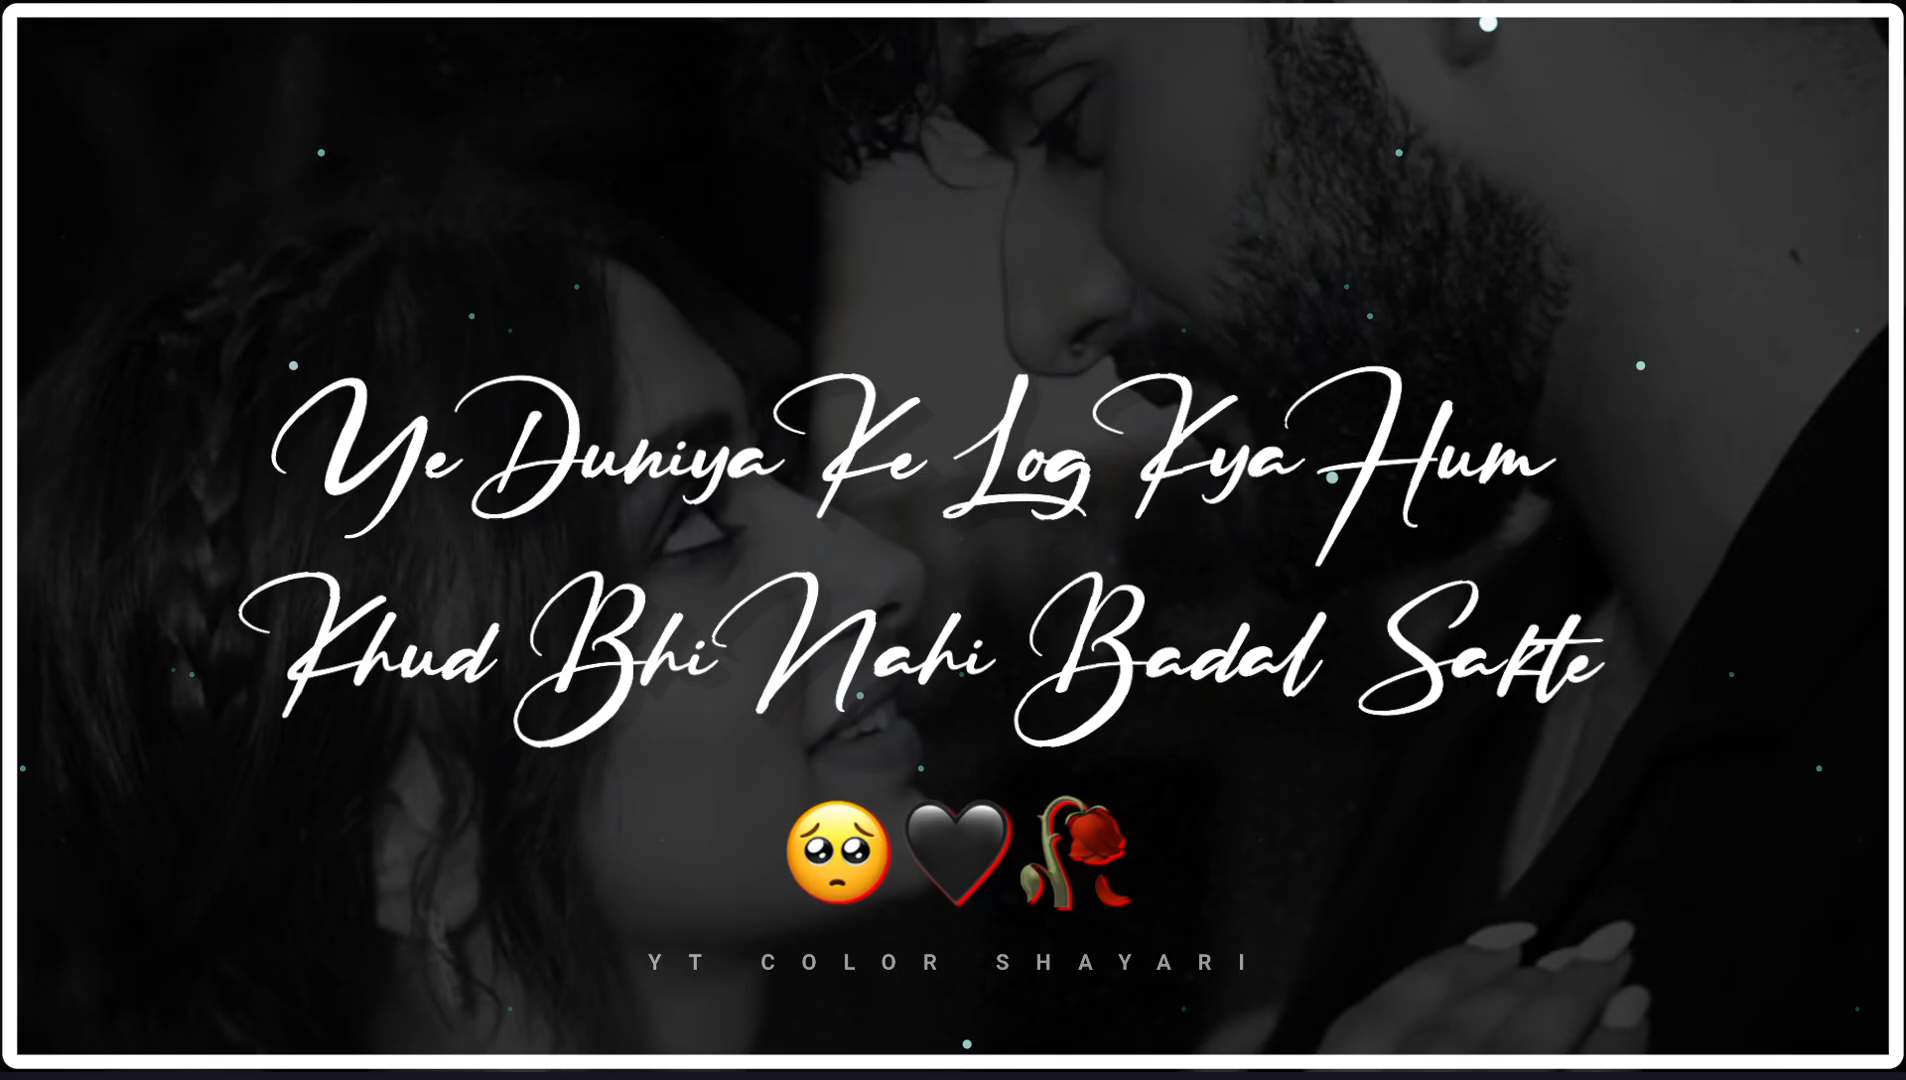 Ye Duniya Ke Log Kya Hum
Khud Bhi Nahi Badal Sakte
🥺🖤🥀
YT COLOR SHAYARI